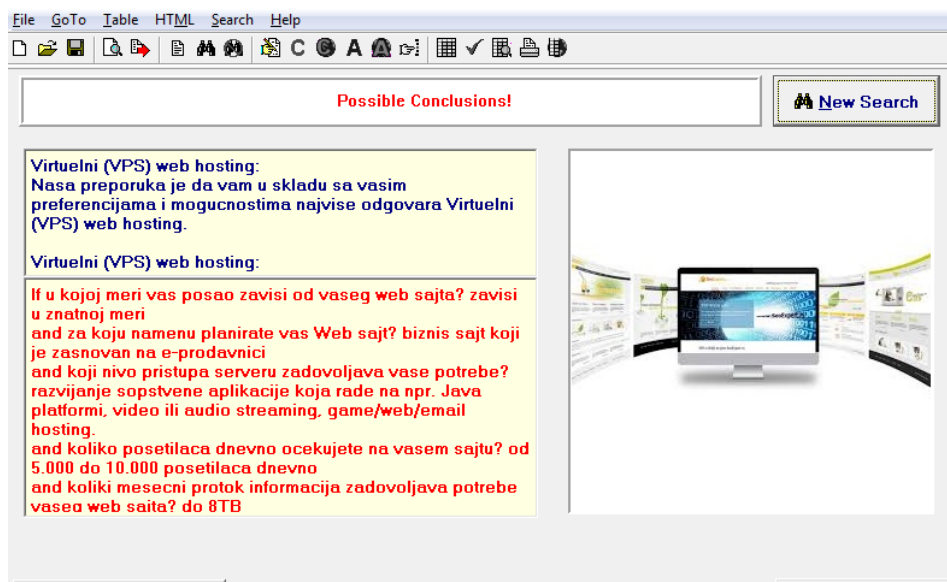 File GoTo Table HTML Search Help
Possible Conclusions!
New Search
Virtuelni (VPS) web hosting:
Nasa preporuka je da vam u skladu sa vasim
preferencijama i mogucnostima najvise odgovara Virtuelni
(VPS) web hosting.
Virtuelni (VPS) web hosting:
If u kojoj meri vas posao zavisi od vaseg web sajta? zavisi
u znatnoj meri
and za koju namenu planirate vas Web sajt? biznis sajt koji
je zasnovan na e-prodavnici
and koji nivo pristupa serveru zadovoljava vase potrebe?
razvijanje sopstvene aplikacije koja rade na npr. Java
platformi, video ili audio streaming, game/web/email
hosting.
and koliko posetilaca dnevno ocekujete na vasem sajtu? od
5.000 do 10.000 posetilaca dnevno
and koliki mesecni protok informacija zadovoljava potrebe
vaseg web sajta? do 8TB